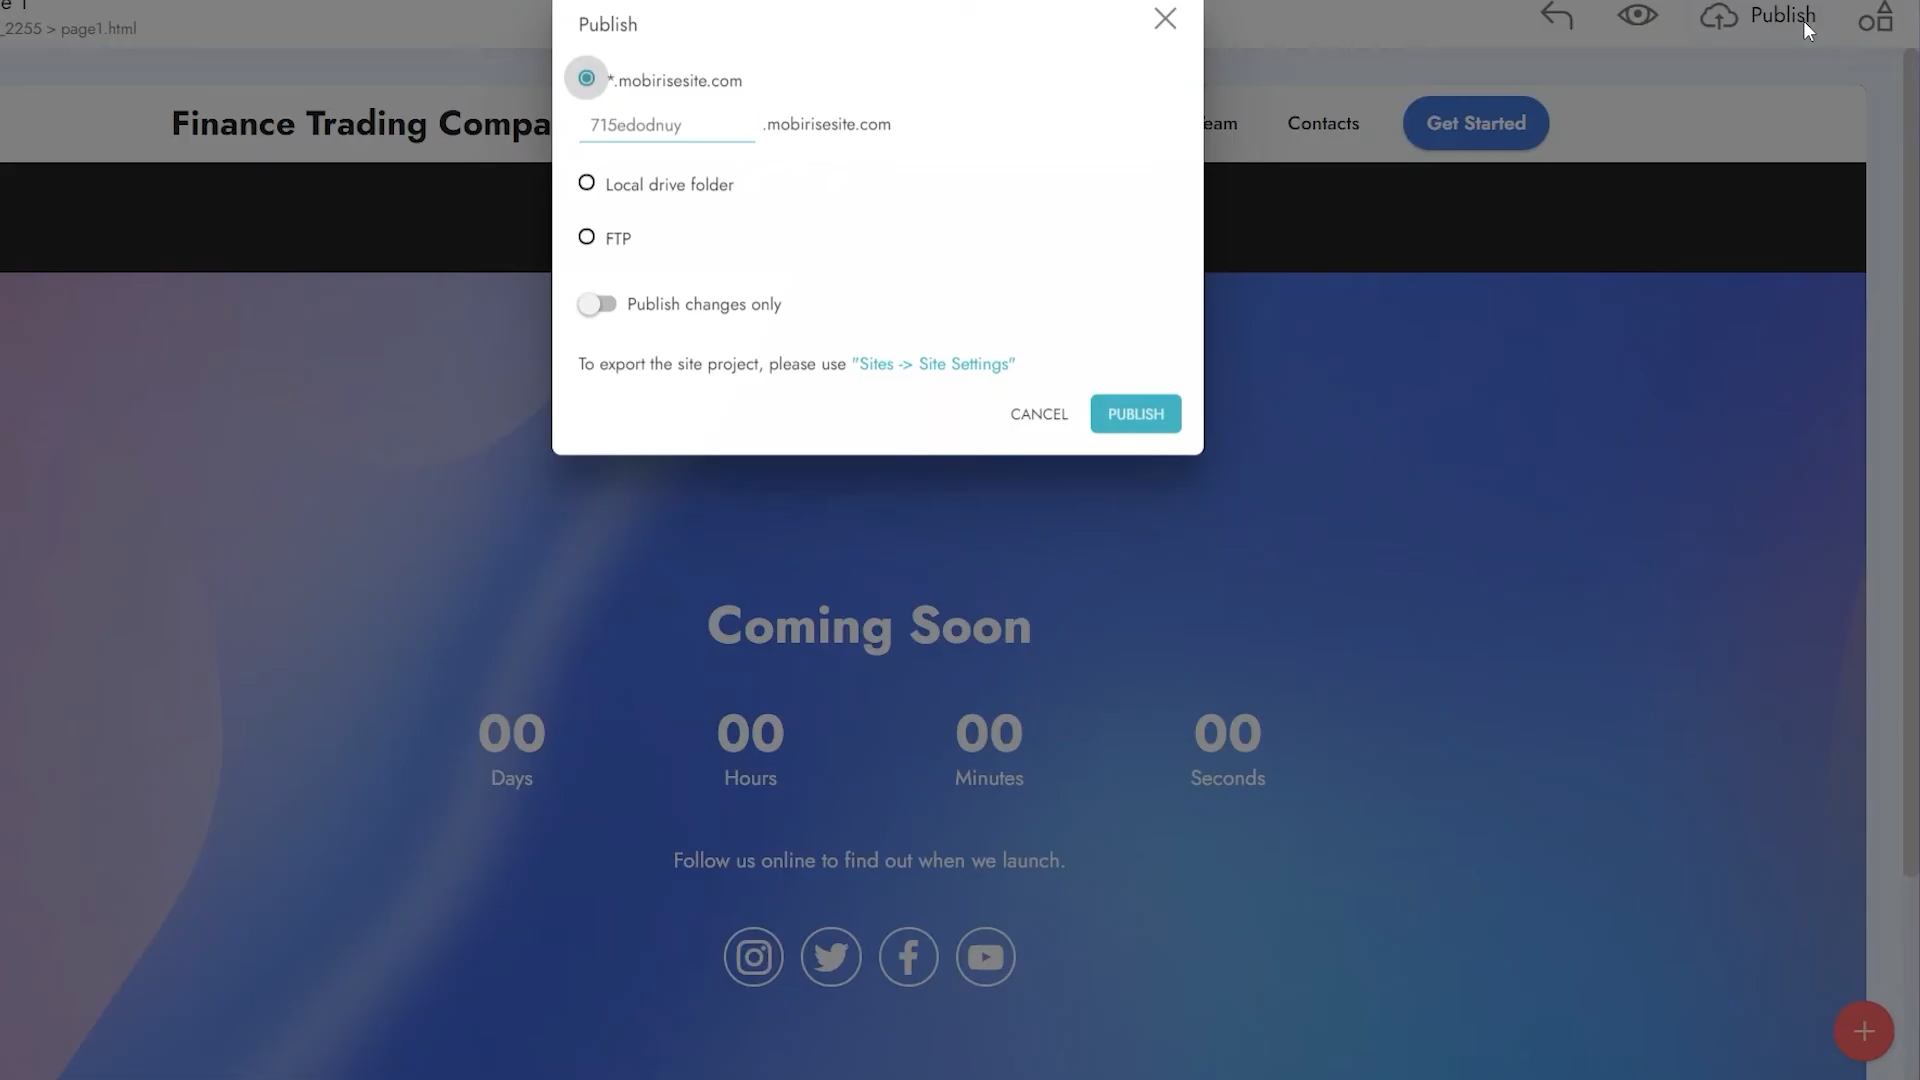 _2255 > page1.html
Publish
Publish
*.mobirisesite.com
715edodnuy .mobirisesite.com
Finance Trading Compa
Contacts
Get Started
Local drive folder
FTP
Publish changes only
To export the site project, please use "Sites -> Site Settings"
CANCEL
PUBLISH
Coming Soon
00 00 00 00
Days Hours Minutes Seconds
Follow us online to find out when we launch.